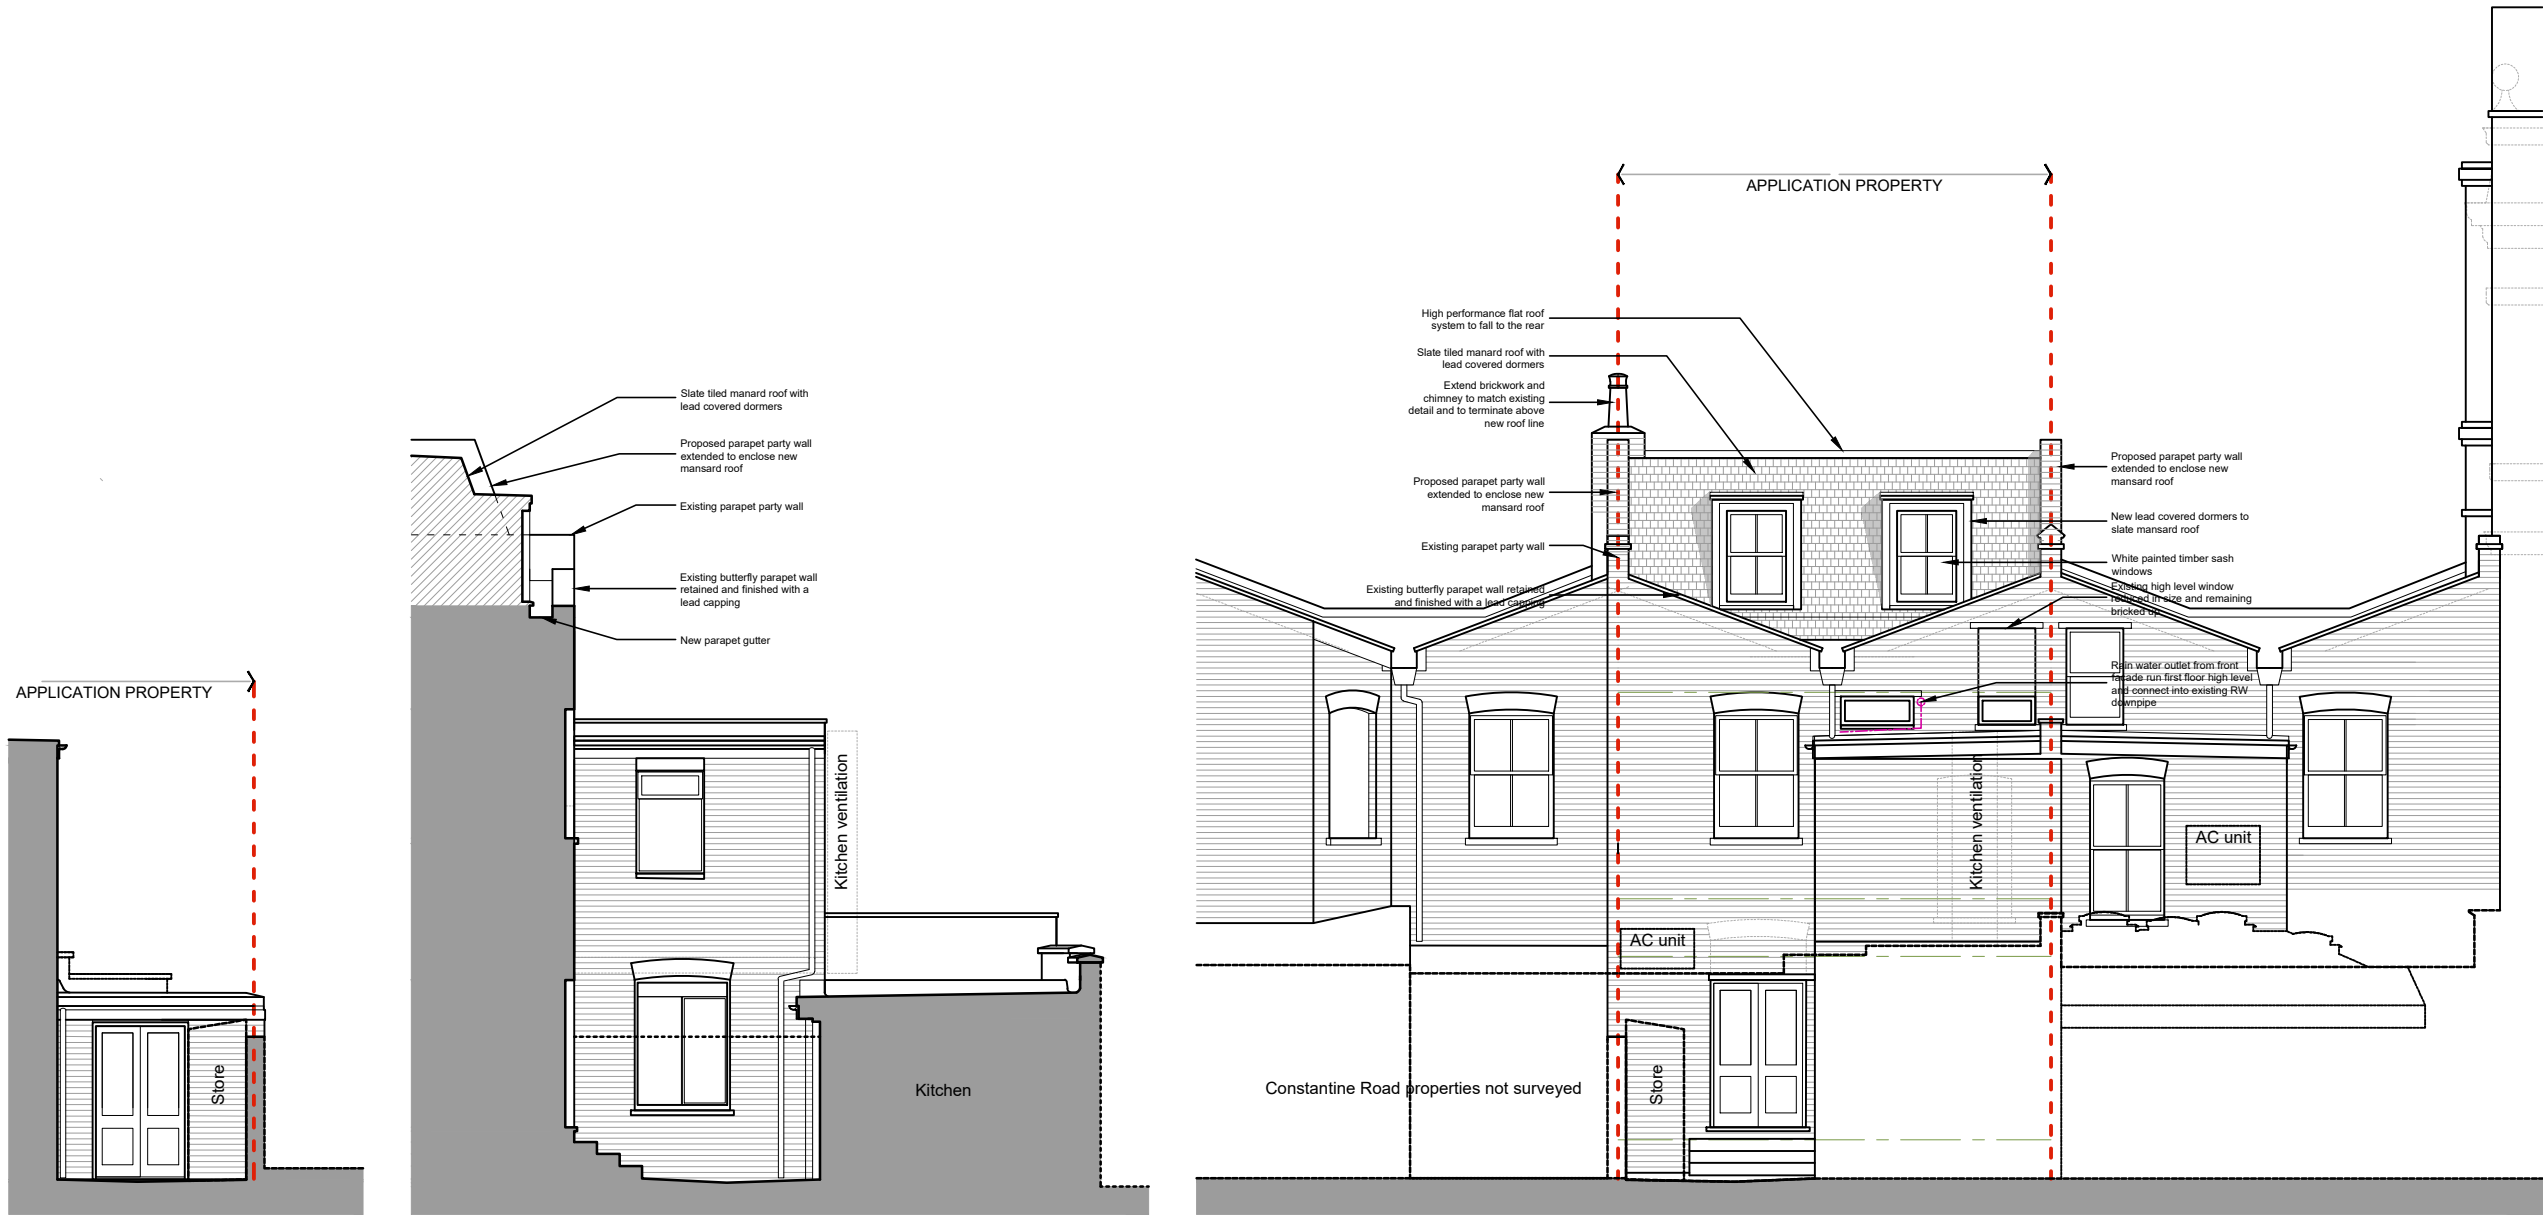 APPLICATION PROPERTY
Store
Slate tiled manard roof with
lead covered dormers
Proposed parapet party wall
extended to enclose new
mansard roof
Existing parapet party wall
Existing butterfly parapet wall
retained and finished with a
lead capping
New parapet gutter
Kitchen ventilation
Kitchen
APPLICATION PROPERTY
High performance flat roof
system to fall to the rear
Slate tiled manard roof with
lead covered dormers
Extend brickwork and
chimney to match existing
detail and to terminate above
new roof line
Proposed parapet party wall
extended to enclose new
mansard roof
Existing parapet party wall
Existing butterfly parapet wall retained
and finished with a lead capping
Proposed parapet party wall
extended to enclose new
mansard roof
New lead covered dormers to
slate mansard roof
White painted timber sash
windows
Existing high level window
reduced in size and remaining
bricked up
Rain water outlet from front
facade run first floor high level
and connect into existing RW
downpipe
Kitchen ventilation
AC unit
AC unit
Constantine Road properties not surveyed
Store